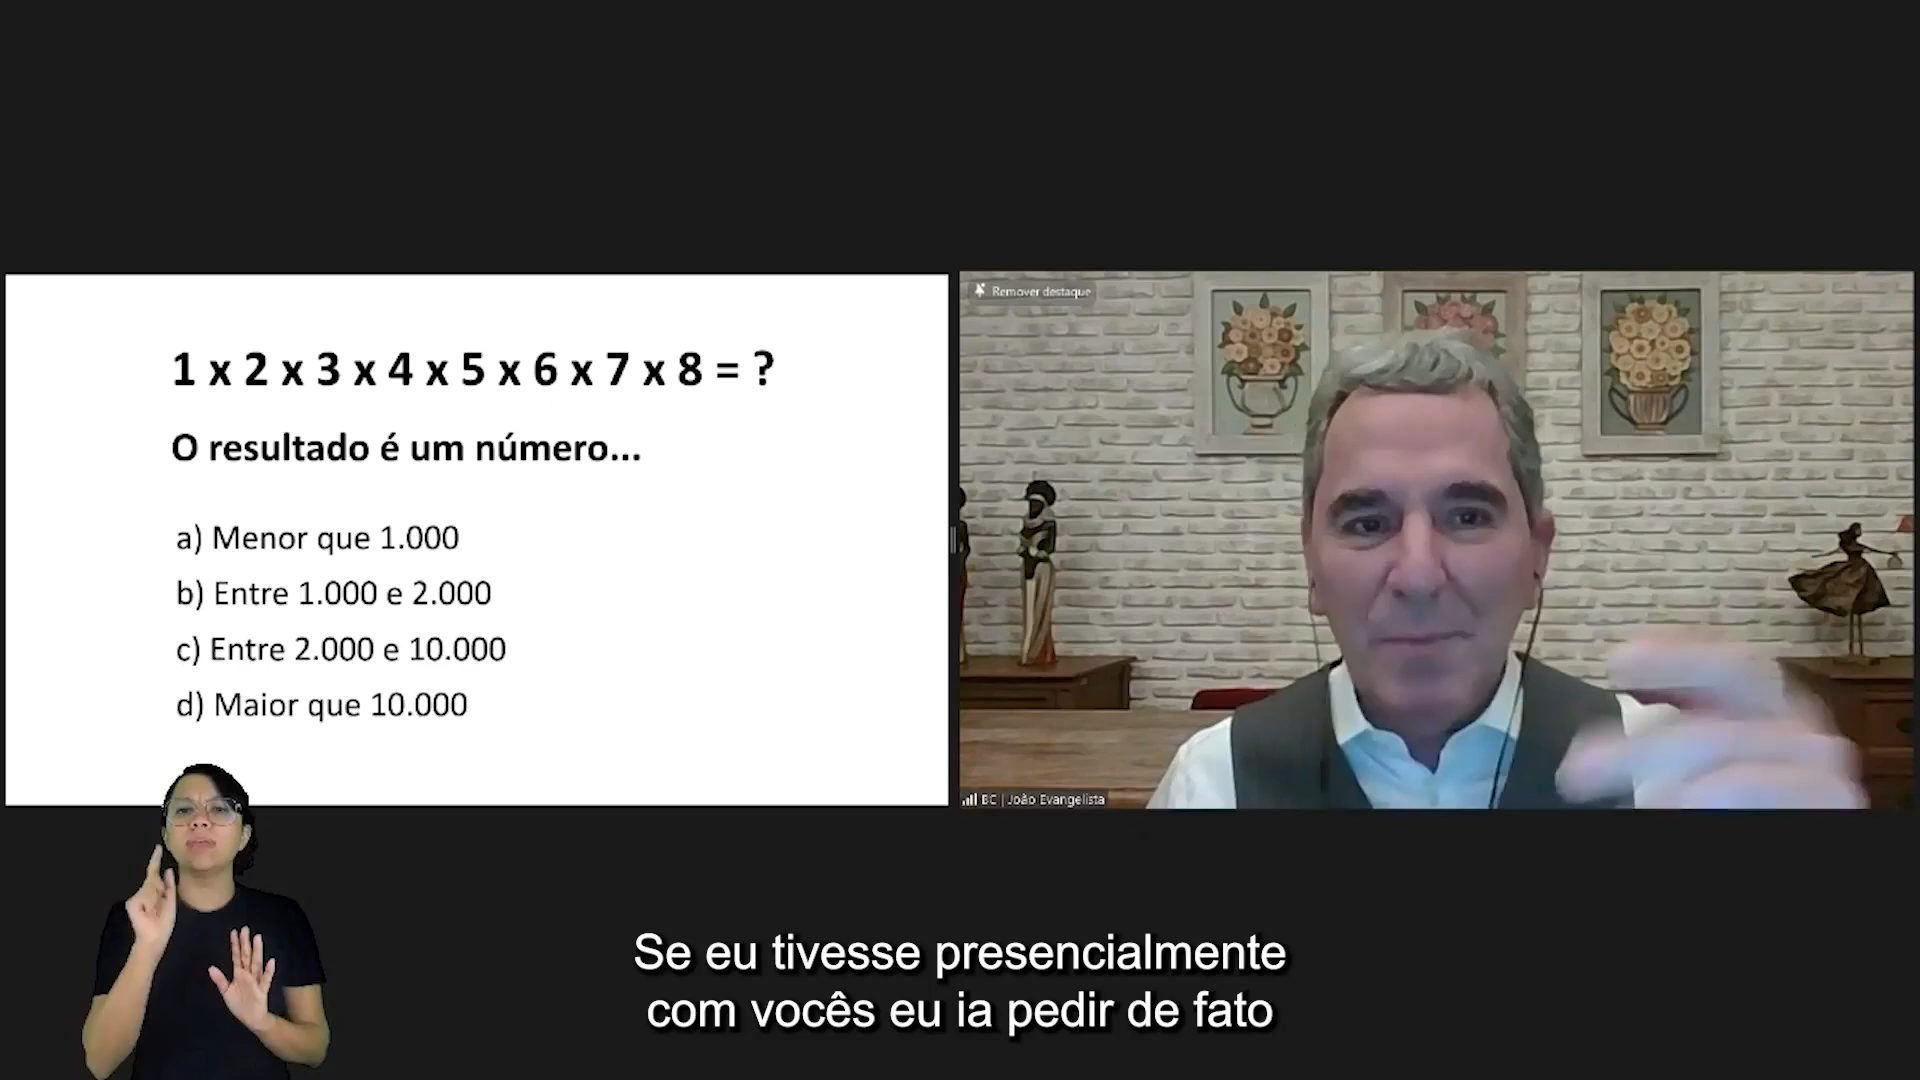 1 x 2 x 3 x 4 x 5 x 6 x 7 x 8 = ?
O resultado é um número...
a) Menor que 1.000
b) Entre 1.000 e 2.000
c) Entre 2.000 e 10.000
d) Maior que 10.000
Remover destaque
BC | João Evangelista
Se eu tivesse presencialmente
com vocês eu ia pedir de fato